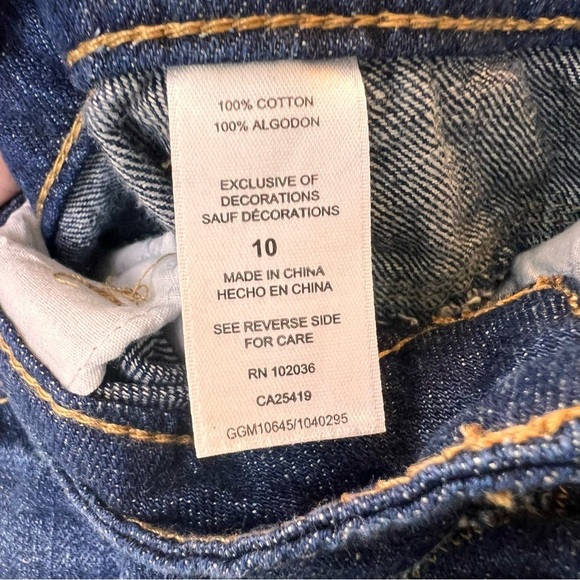 100% COTTON
100% ALGODON
EXCLUSIVE OF
DECORATIONS
SAUF DÉCORATIONS
10
MADE IN CHINA
HECHO EN CHINA
SEE REVERSE SIDE
FOR CARE
RN 102036
CA25419
GGM10645/1040295